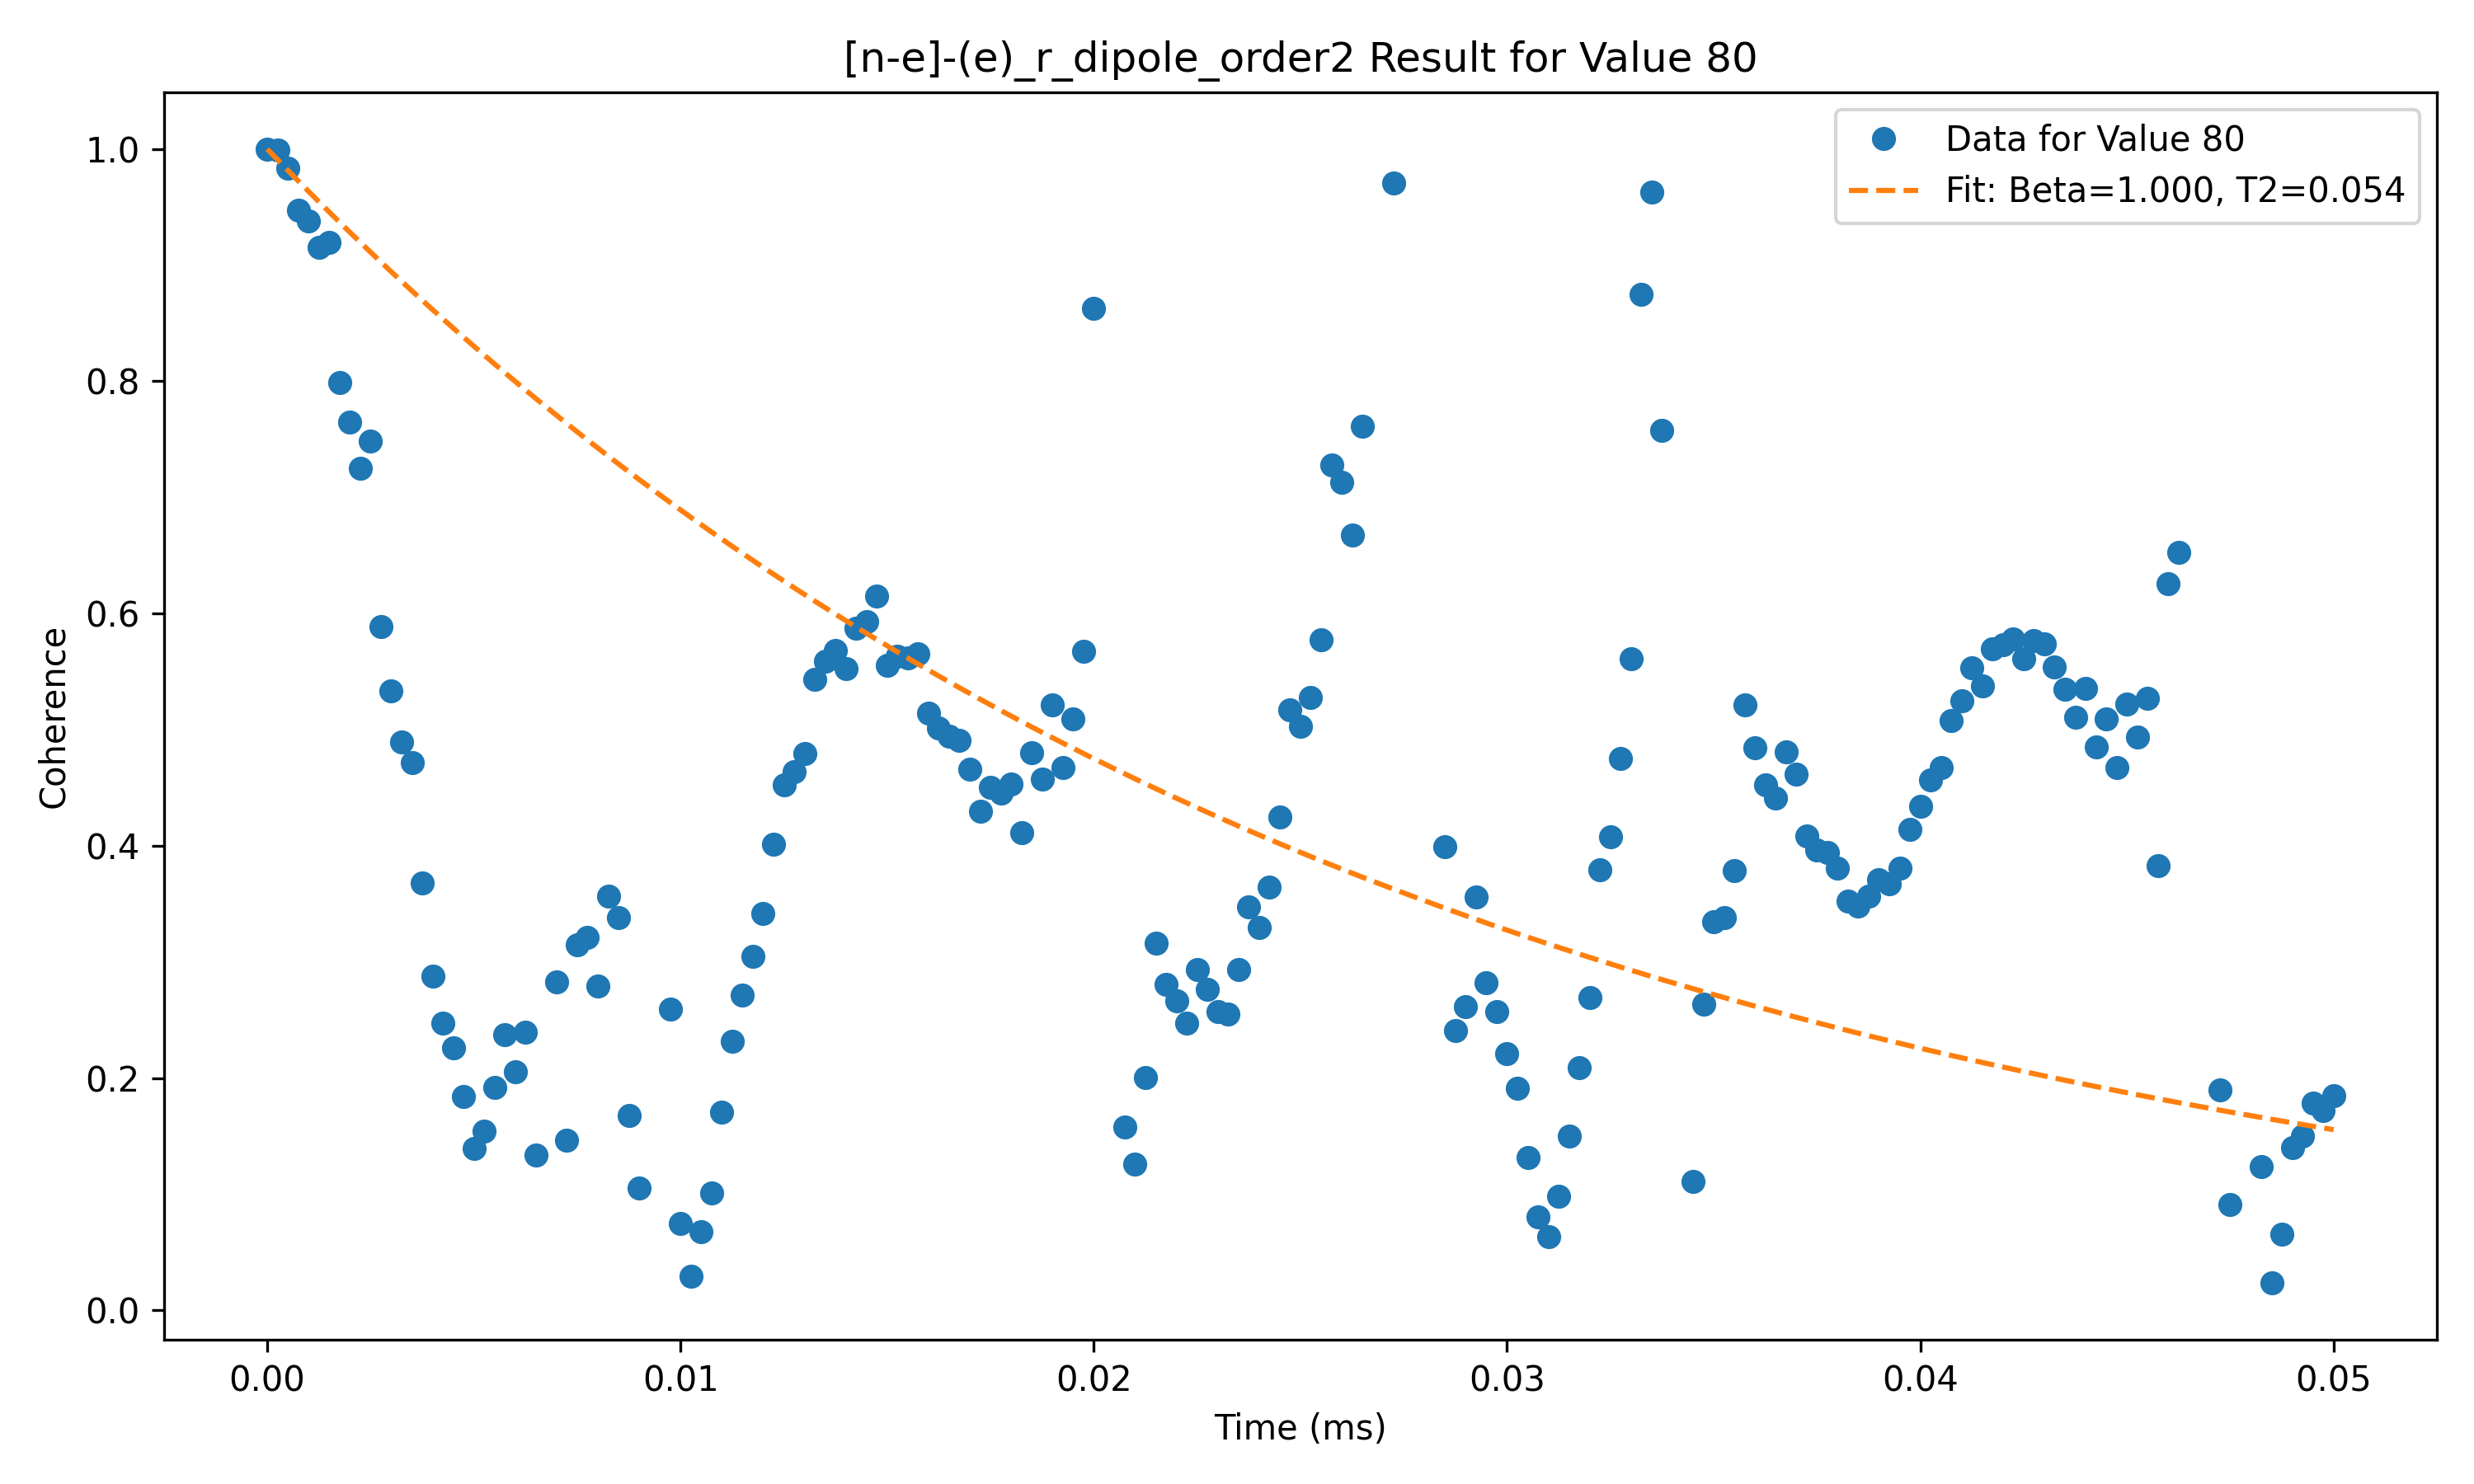 [n-e]-(e)_r_dipole_order2 Result for Value 80
Data for Value 80
Fit: Beta=1.000, T2=0.054
1.0
0.8
0.6
0.4
0.2
0.0
Coherence
0.00 0.01 0.02 0.03 0.04 0.05
Time (ms)